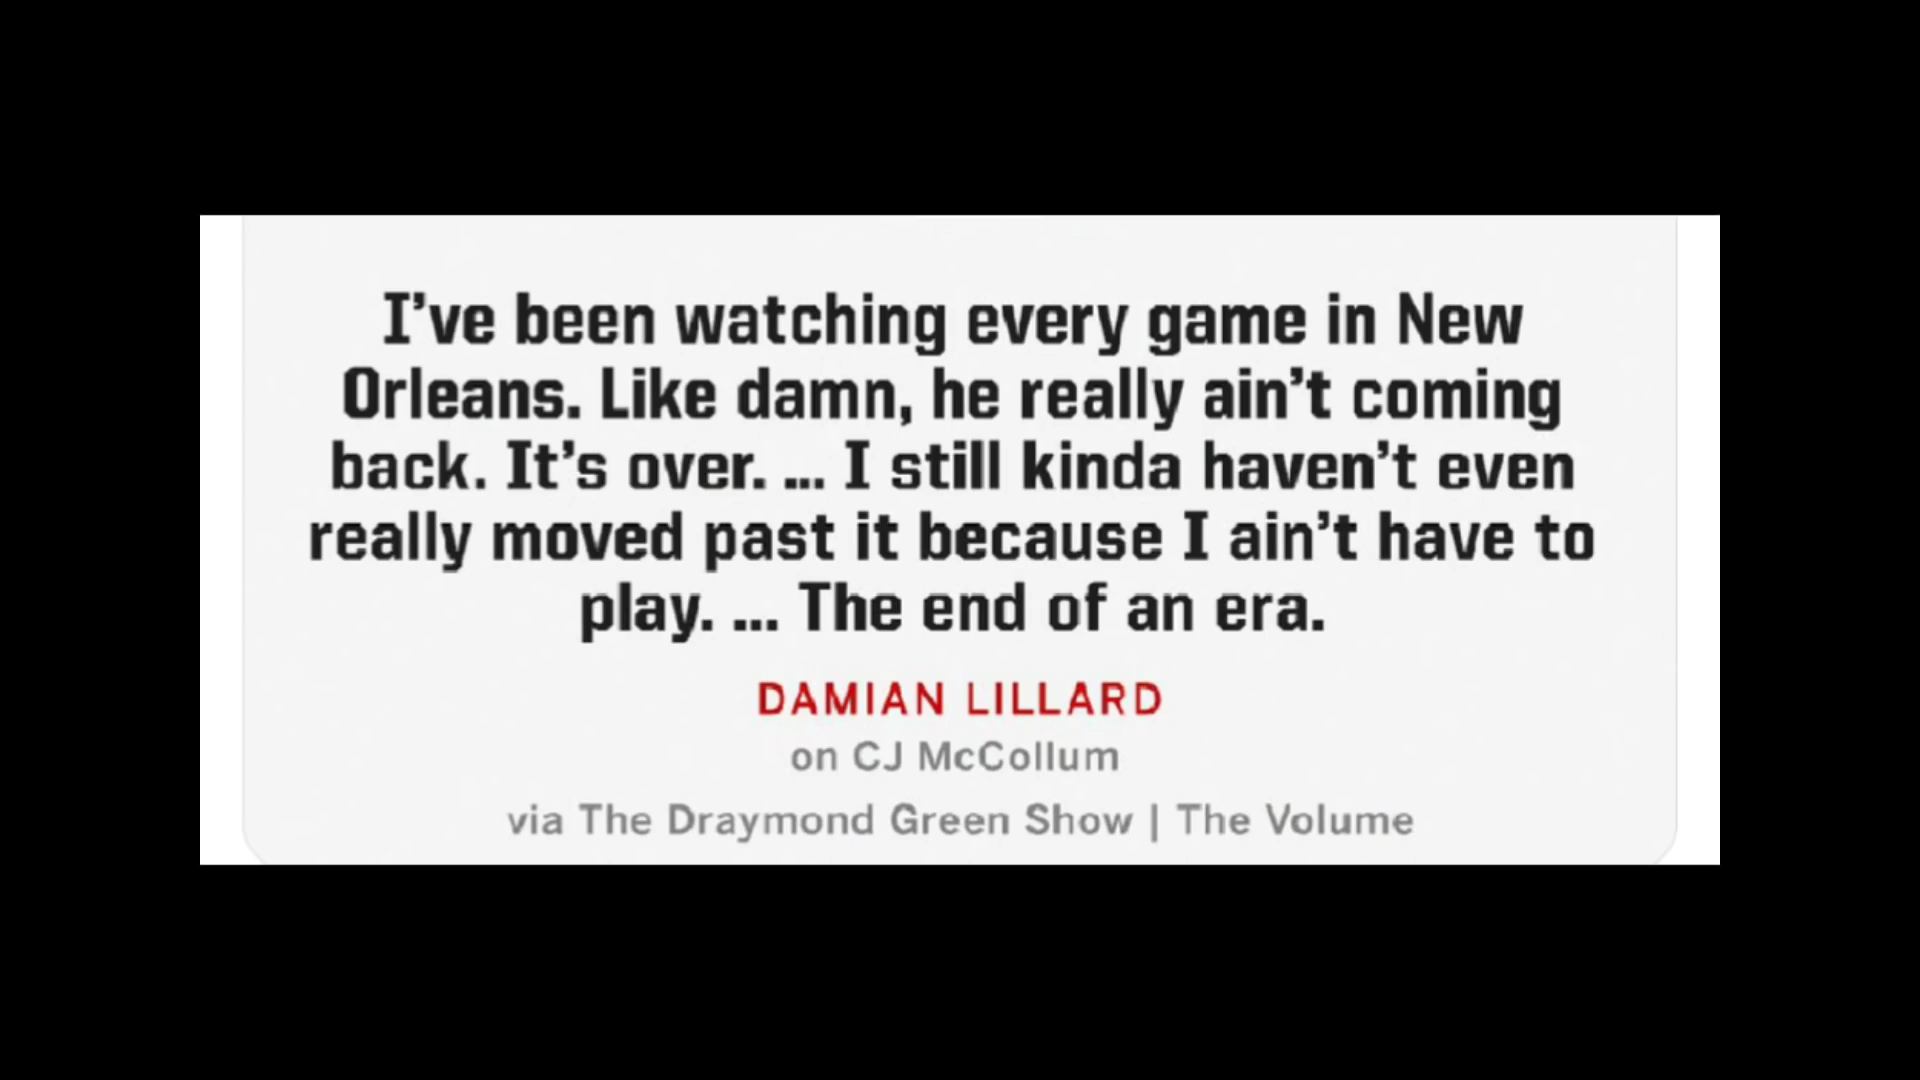 I’ve been watching every game in New
Orleans. Like damn, he really ain’t coming
back. It’s over. ... I still kinda haven’t even
really moved past it because I ain’t have to
play. ... The end of an era.
DAMIAN LILLARD
on CJ McCollum
via The Draymond Green Show | The Volume